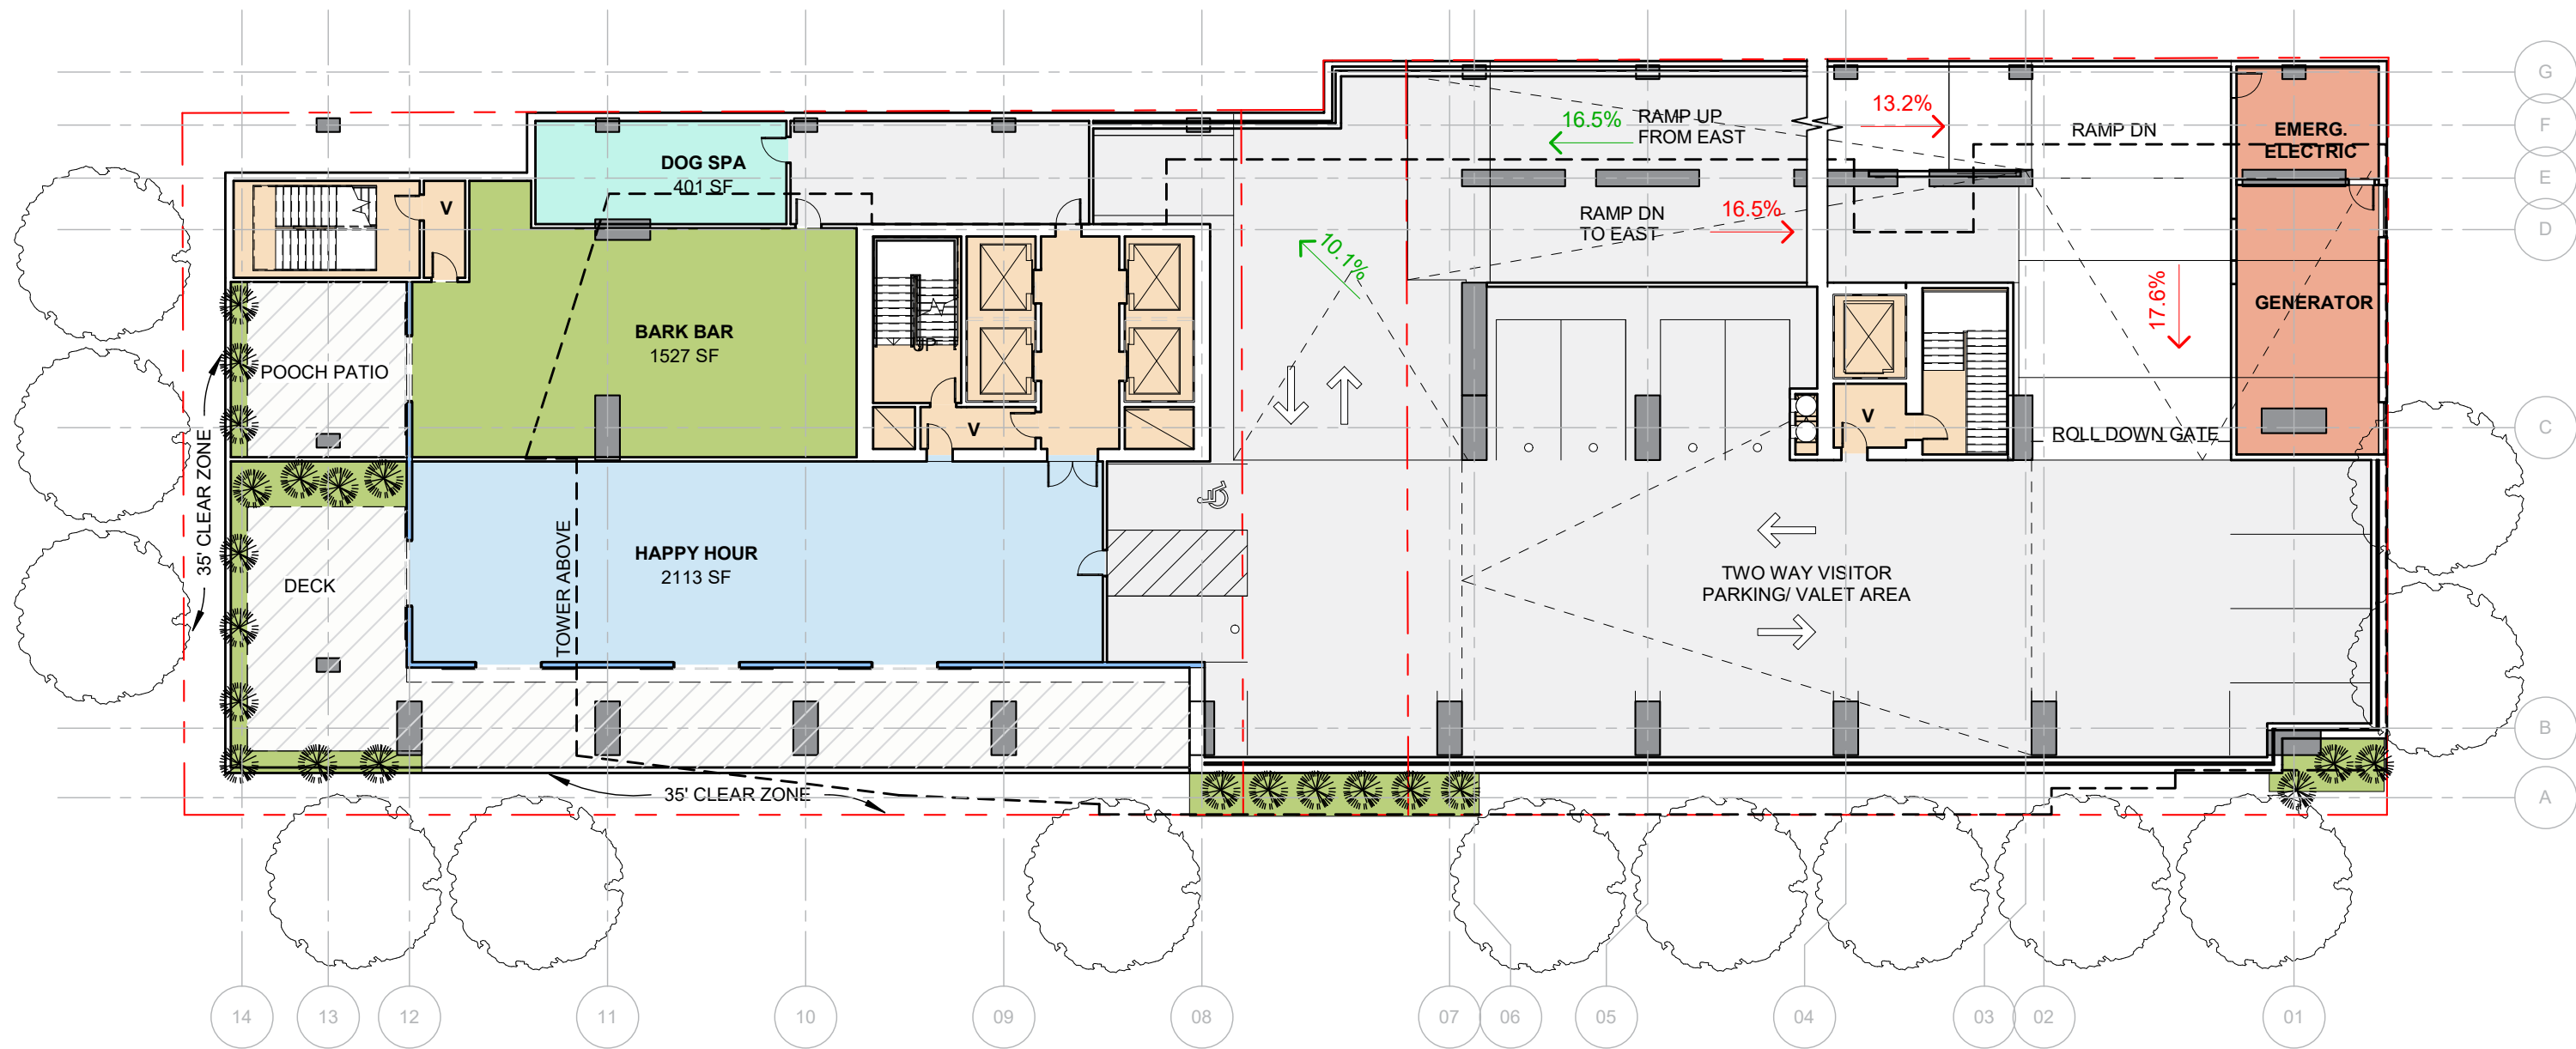 G
13.2%
16.5%
RAMP UP
FROM EAST
F
RAMP DN
EMERG.
ELECTRIC
DOG SPA
401 SF
E
V
RAMP DN
TO EAST
16.5%
D
10.1%
GENERATOR
17.6%
BARK BAR
1527 SF
UP
POOCH PATIO
V
V
C
ROLL DOWN GATE
35' CLEAR ZONE
HAPPY HOUR
2113 SF
TOWER ABOVE
DECK
TWO WAY VISITOR
PARKING/ VALET AREA
B
35' CLEAR ZONE
A
14
13
12
11
10
09
08
07
06
05
04
03
02
01